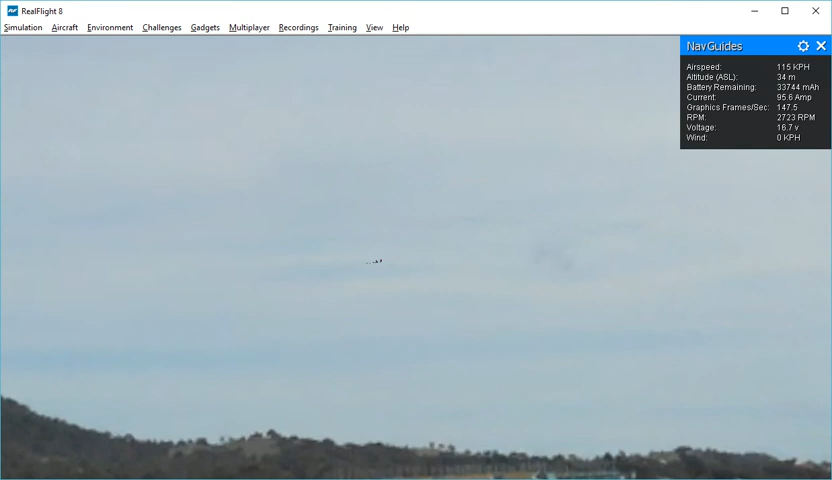 RealFlight 8
Simulation Aircraft Environment Challenges Gadgets Multiplayer Recordings Training View Help
NavGuides
Airspeed: 115 KPH
Altitude (ASL): 34 m
Battery Remaining: 33744 mAh
Current: 95.6 Amp
Graphics Frames/Sec: 147.5
RPM: 2723 RPM
Voltage: 16.7 v
Wind: 0 KPH